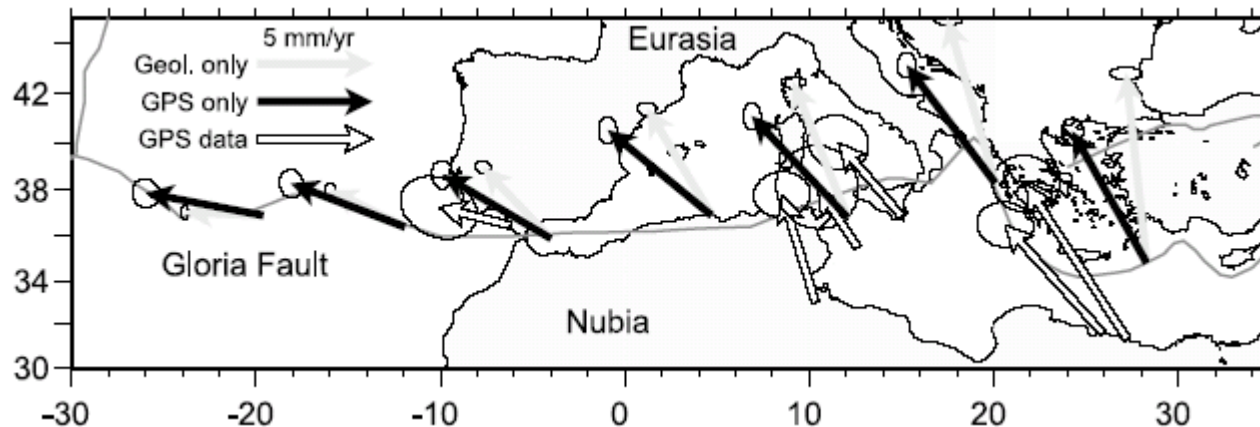 5 mm/yr
Eurasia
Geol. only
GPS only
GPS data
42
38
34
30
Gloria Fault
Nubia
-30 -20 -10 0 10 20 30